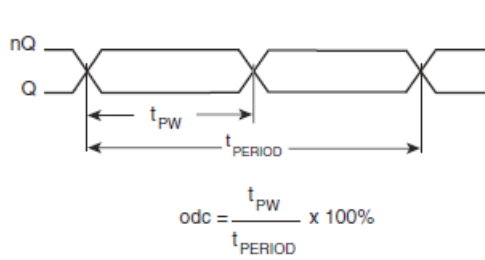 nQ
Q
tPW
tPERIOD
odc = tPW / tPERIOD x 100%